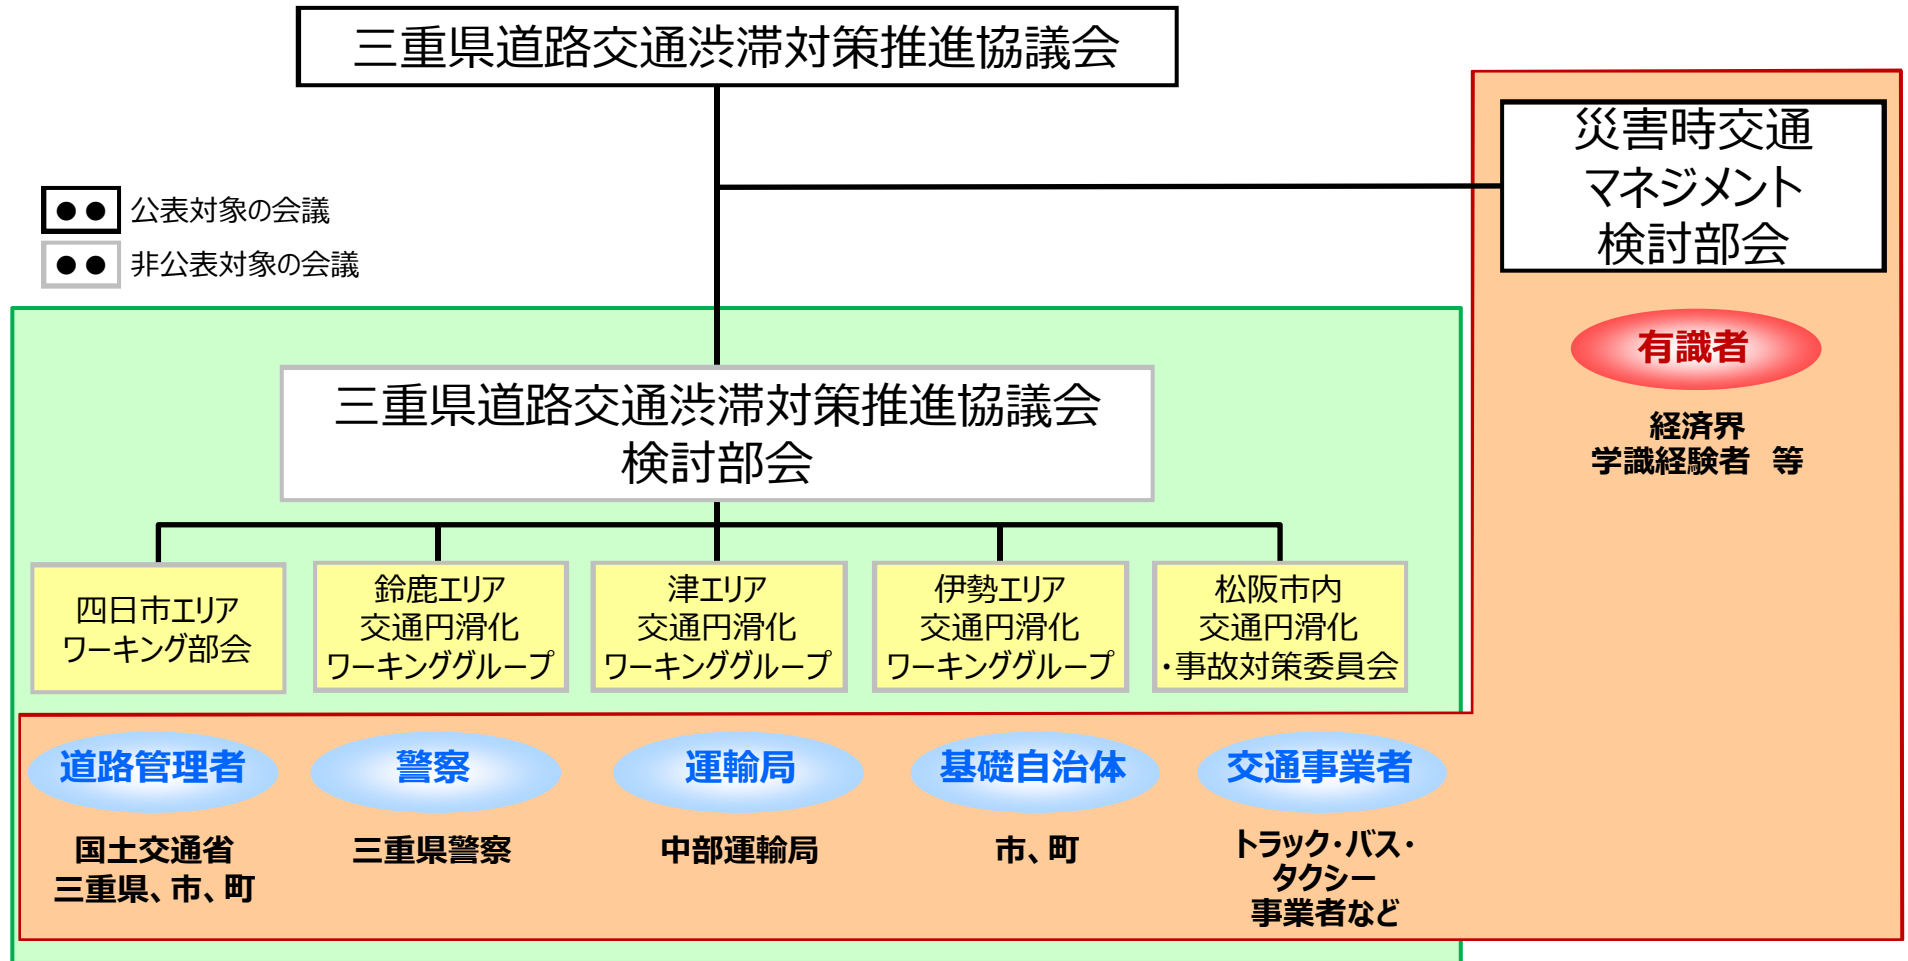 三重県道路交通渋滞対策推進協議会
災害時交通
マネジメント
検討部会
●● 公表対象の会議
●● 非公表対象の会議
有識者
経済界
学識経験者 等
三重県道路交通渋滞対策推進協議会
検討部会
四日市エリア
ワーキング部会
鈴鹿エリア
交通円滑化
ワーキンググループ
津エリア
交通円滑化
ワーキンググループ
伊勢エリア
交通円滑化
ワーキンググループ
松阪市内
交通円滑化
・事故対策委員会
道路管理者
国土交通省
三重県、市、町
警察
三重県警察
運輸局
中部運輸局
基礎自治体
市、町
交通事業者
トラック・バス・
タクシー
事業者など